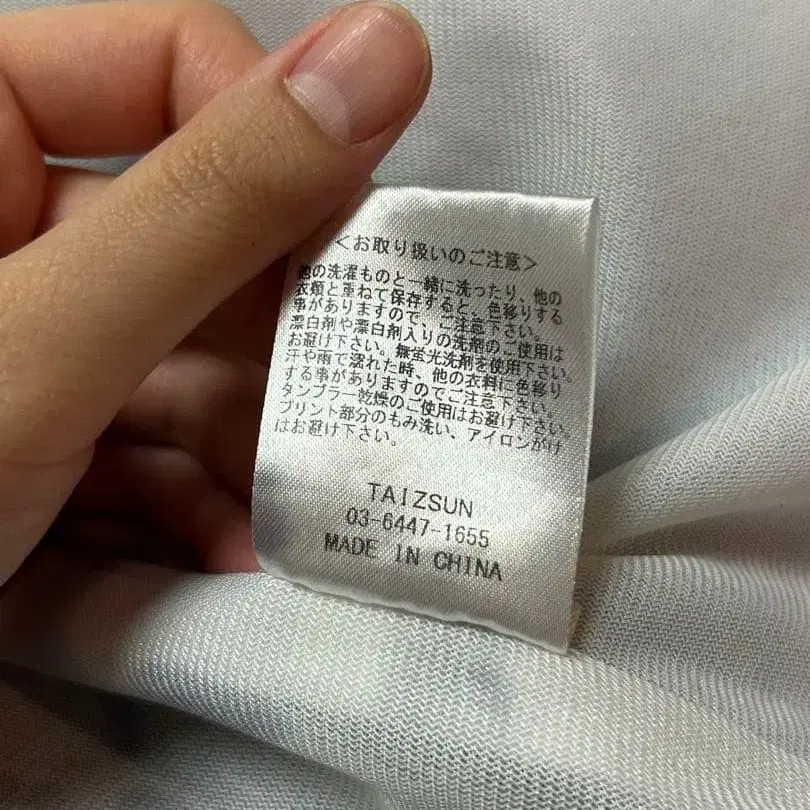 ＜お取り扱いのご注意＞
他の洗濯ものと一緒に洗ったり、他の
衣類と重ねて保存すると、色移りする
事がありますので、ご注意下さい。
漂白剤や漂白剤入りの洗剤のご使用は
お避け下さい。無蛍光洗剤を使用下さい。
汗や雨で濡れた時、他の衣料に色移り
する事がありますのでご注意下さい。
タンブラー乾燥のご使用はお避け下さい。
プリント部分のもみ洗い、アイロンがけ
はお避け下さい。
TAIZSUN
03-6447-1655
MADE IN CHINA